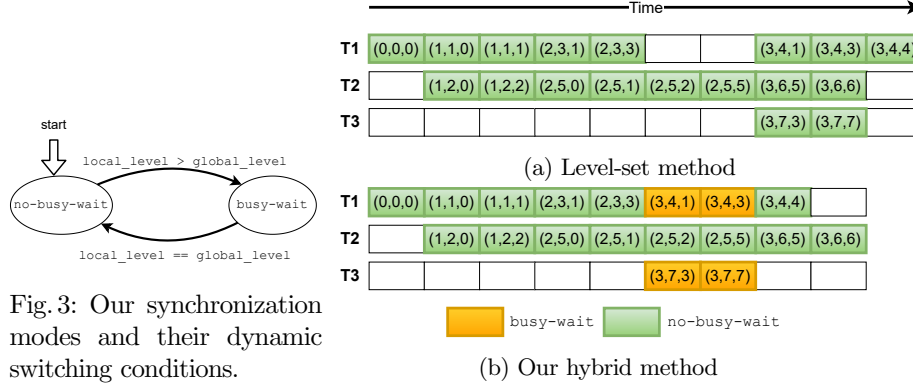 Time
T1 (0,0,0) (1,1,0) (1,1,1) (2,3,1) (2,3,3) (3,4,1) (3,4,3) (3,4,4)
T2 (1,2,0) (1,2,2) (2,5,0) (2,5,1) (2,5,2) (2,5,5) (3,6,5) (3,6,6)
T3 (3,7,3) (3,7,7)
(a) Level-set method
T1 (0,0,0) (1,1,0) (1,1,1) (2,3,1) (2,3,3) (3,4,1) (3,4,3) (3,4,4)
T2 (1,2,0) (1,2,2) (2,5,0) (2,5,1) (2,5,2) (2,5,5) (3,6,5) (3,6,6)
T3 (3,7,3) (3,7,7)
busy-wait no-busy-wait
(b) Our hybrid method
start
local_level > global_level
no-busy-wait busy-wait
local_level == global_level
Fig. 3: Our synchronization
modes and their dynamic
switching conditions.